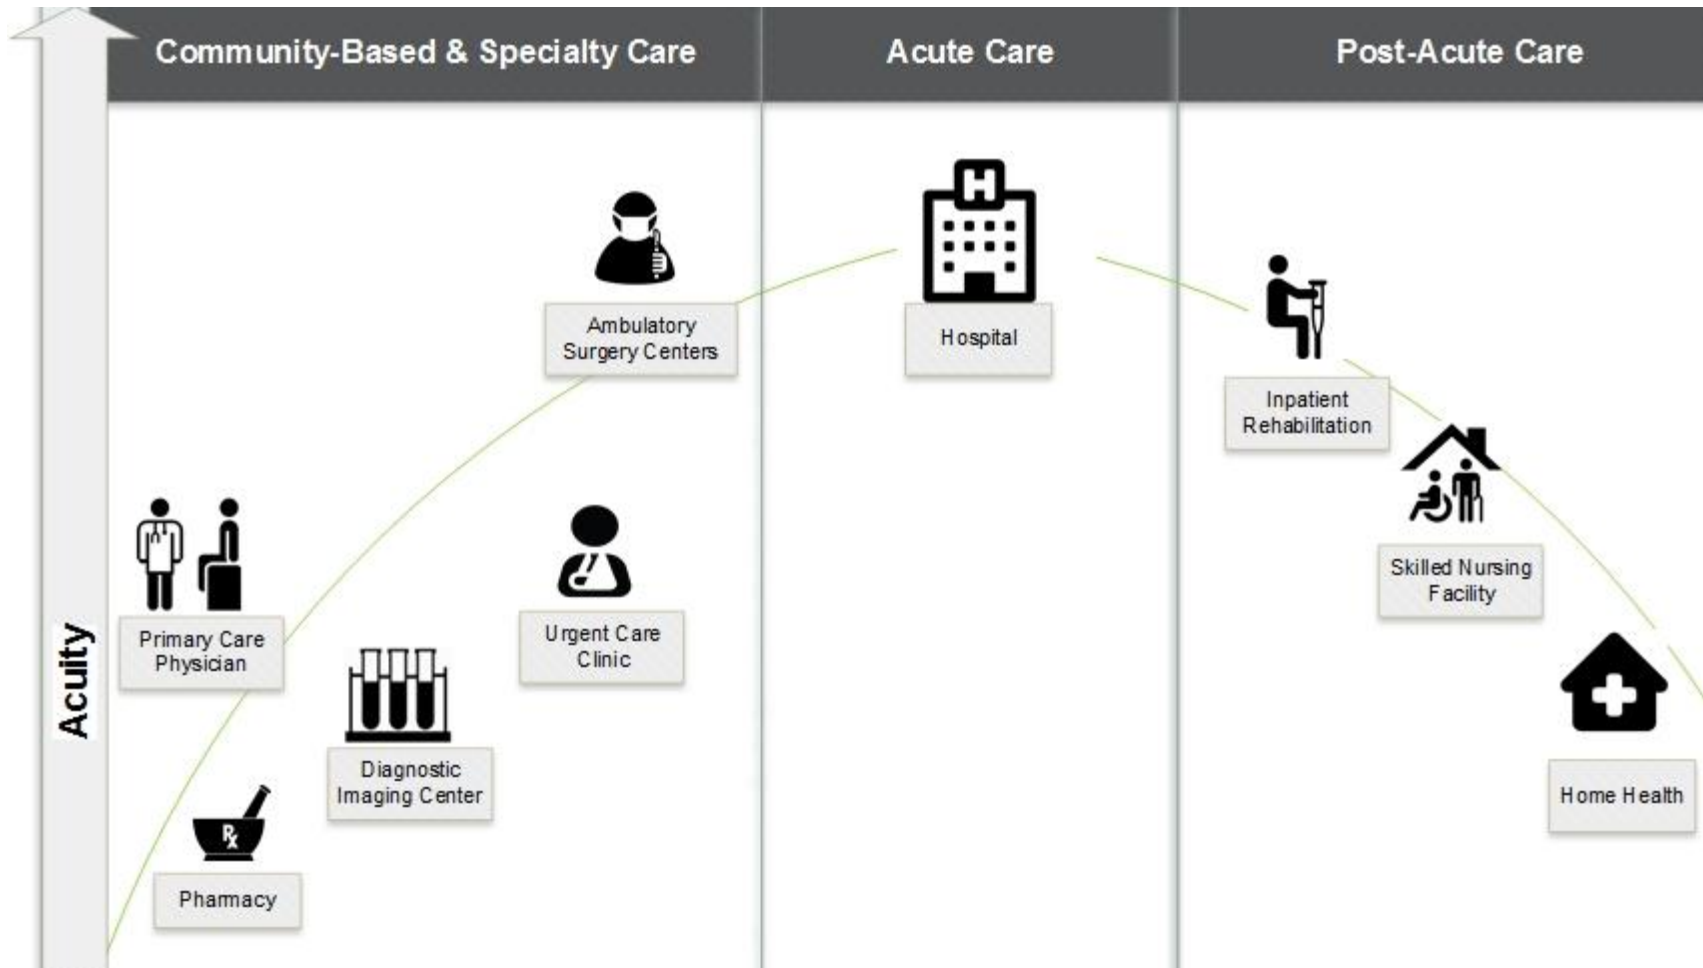 Community-Based & Specialty Care
Acute Care
Post-Acute Care
Acuity
Ambulatory
Surgery Centers
Hospital
H
Inpatient
Rehabilitation
Primary Care
Physician
Urgent Care
Clinic
Skilled Nursing
Facility
Diagnostic
Imaging Center
Home Health
Rx
Pharmacy